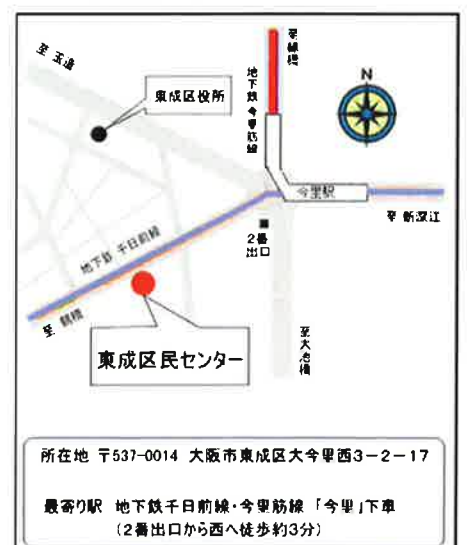 至 玉造
東成区役所
至緑橋
地下鉄 今里筋線
N
今里駅
至 新深江
2番
出口
地下鉄 千日前線
至 鶴橋
東成区民センター
至大池橋
所在地 〒537-0014 大阪市東成区大今里西3-2-17
最寄り駅 地下鉄千日前線・今里筋線 「今里」下車
(2番出口から西へ徒歩約3分)